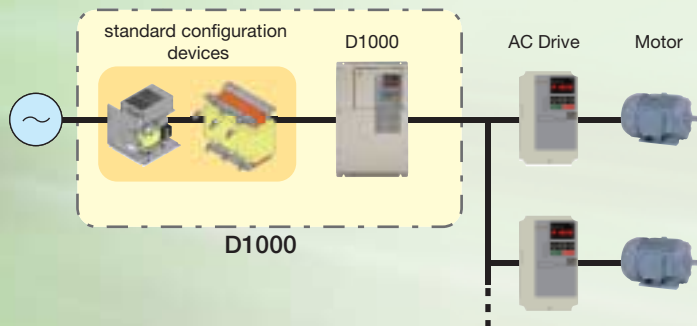 standard configuration
devices
D1000
AC Drive
Motor
D1000